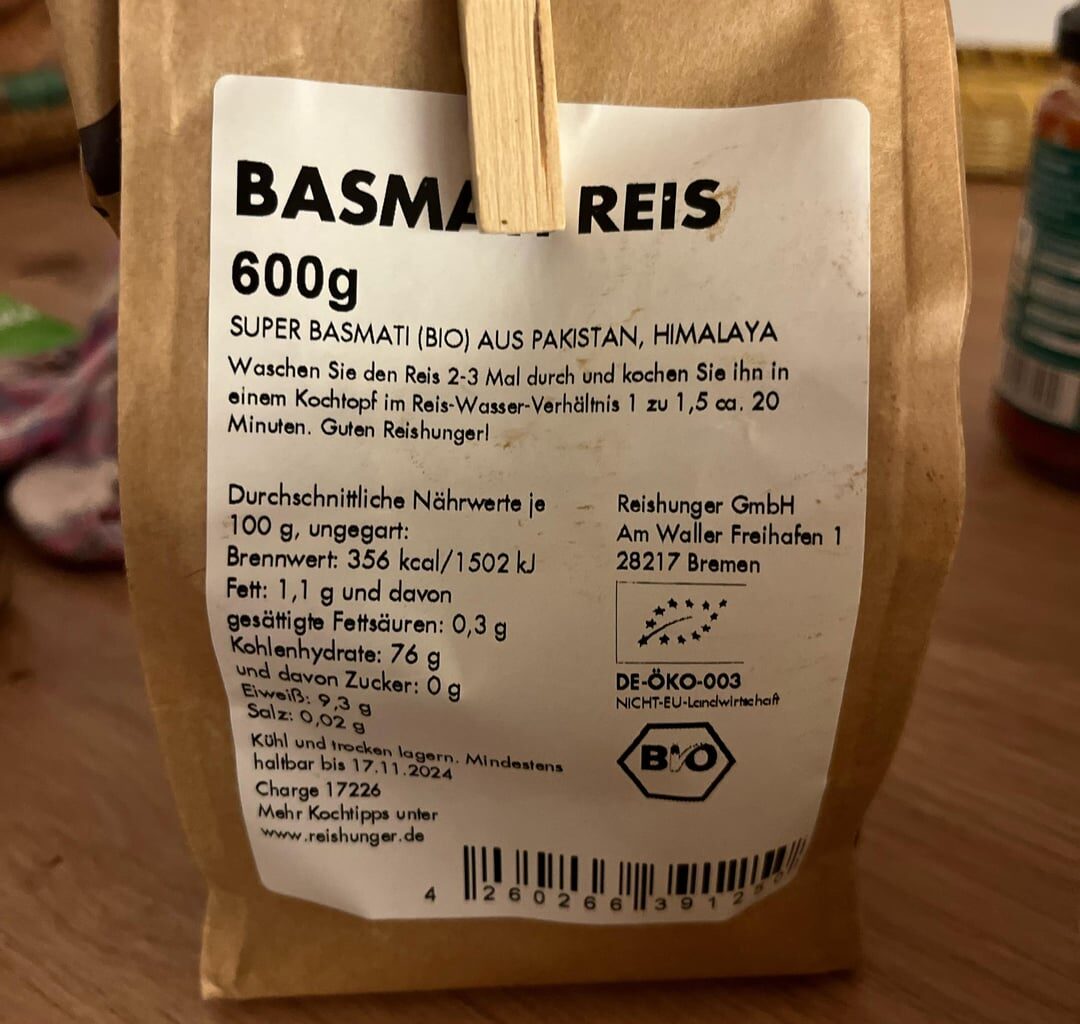 REIS
600g
SUPER BASMATI (BIO) AUS PAKISTAN, HIMALAYA
Waschen Sie den Reis 2-3 Mal durch und kochen Sie ihn in
einem Kochtopf im Reis-Wasser-Verhältnis 1 zu 1,5 ca. 20
Minuten. Guten Reishunger!
Durchschnittliche Nährwerte je
100 g, ungegart:
Brennwert: 356 kcal/1502 kJ
Fett: 1,1 g und davon
gesättigte Fettsäuren: 0,3 g
Kohlenhydrate: 76 g
und davon Zucker: 0 g
Eiweiß: 9,3 g
Salz: 0,02 g
Kühl und trocken lagern. Mindestens
haltbar bis 17.11.2024
Charge 17226
Mehr Kochtipps unter
www.reishunger.de
Reishunger GmbH
Am Waller Freihafen 1
28217 Bremen
DE-ÖKO-003
NICHT-EU-Landwirtschaft
BIO
4 260266 3912